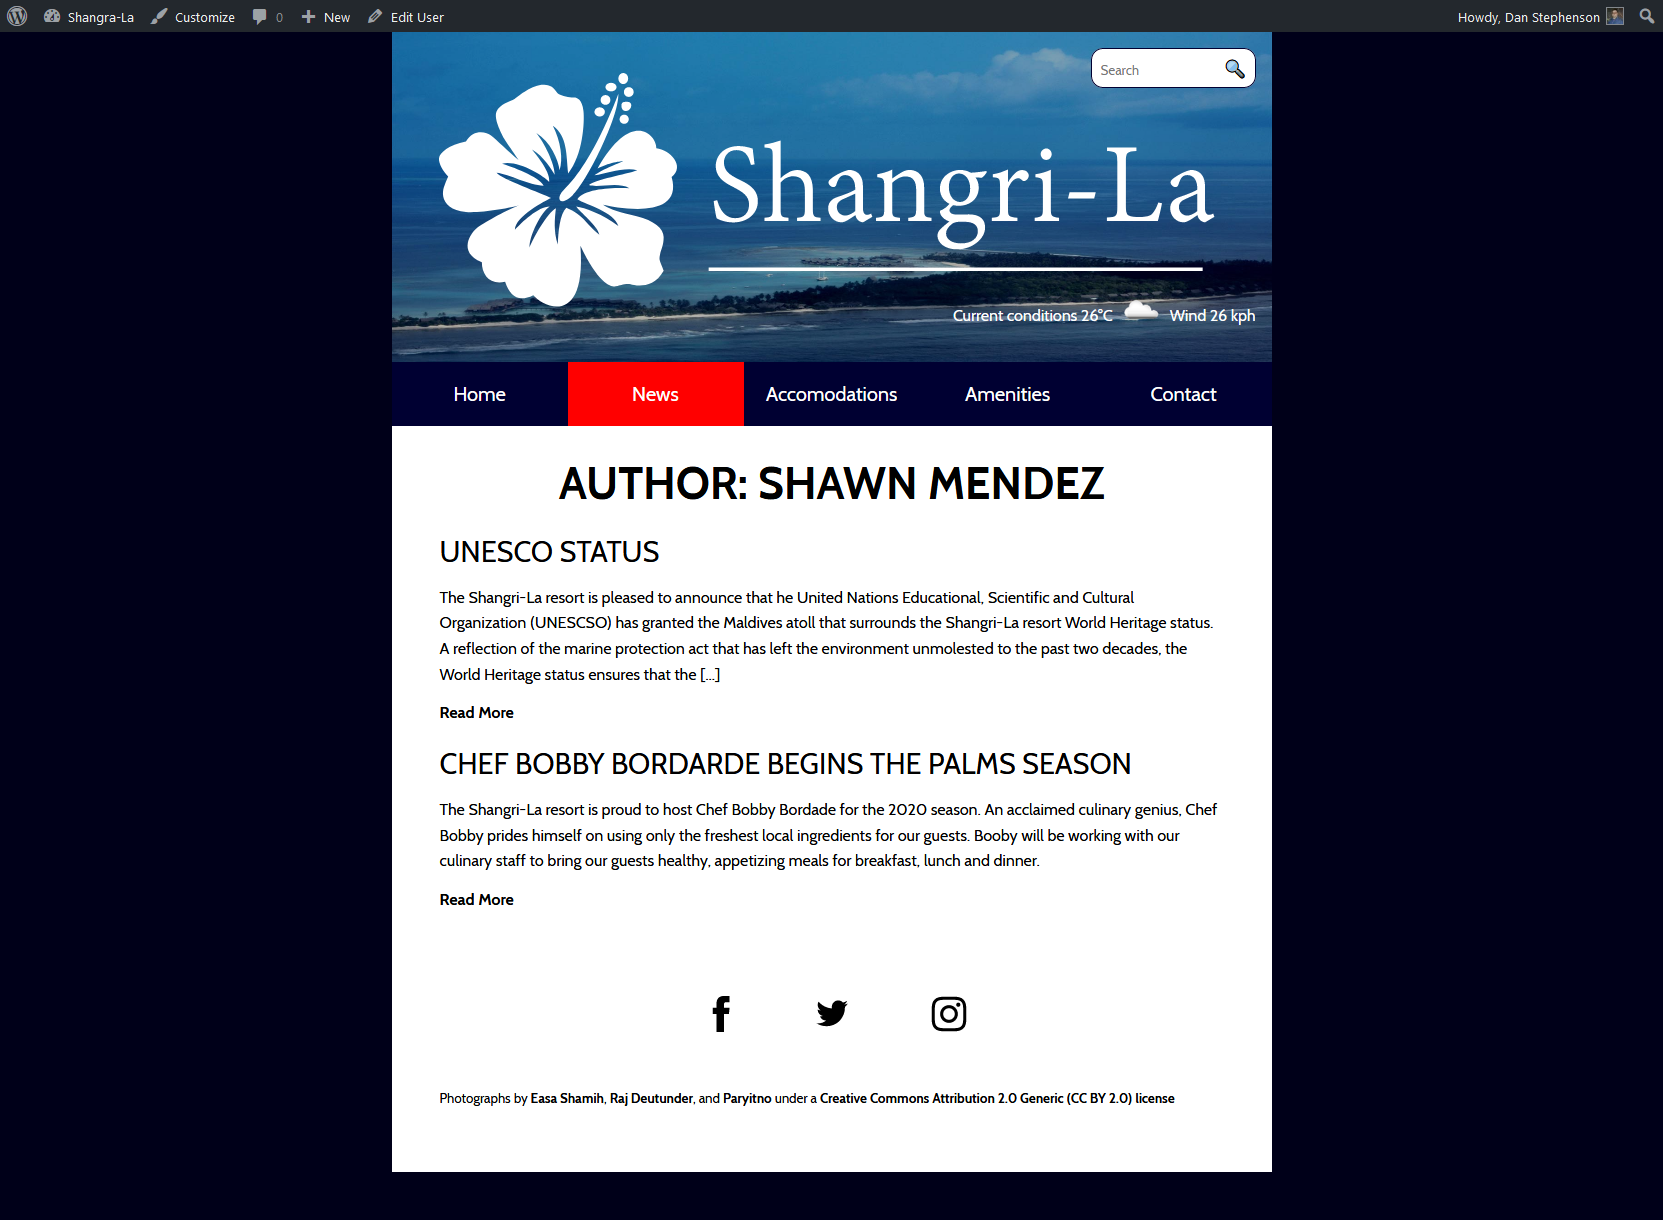 Shangra-La Customize 0 New Edit User Howdy, Dan Stephenson
Search
Shangri-La
Current conditions 26°C Wind 26 kph
Home News Accomodations Amenities Contact
AUTHOR: SHAWN MENDEZ
UNESCO STATUS
The Shangri-La resort is pleased to announce that he United Nations Educational, Scientific and Cultural
Organization (UNESCSO) has granted the Maldives atoll that surrounds the Shangri-La resort World Heritage status.
A reflection of the marine protection act that has left the environment unmolested to the past two decades, the
World Heritage status ensures that the [...]
Read More
CHEF BOBBY BORDARDE BEGINS THE PALMS SEASON
The Shangri-La resort is proud to host Chef Bobby Bordade for the 2020 season. An acclaimed culinary genius, Chef
Bobby prides himself on using only the freshest local ingredients for our guests. Booby will be working with our
culinary staff to bring our guests healthy, appetizing meals for breakfast, lunch and dinner.
Read More
Photographs by Easa Shamih, Raj Deutunder, and Paryitno under a Creative Commons Attribution 2.0 Generic (CC BY 2.0) license